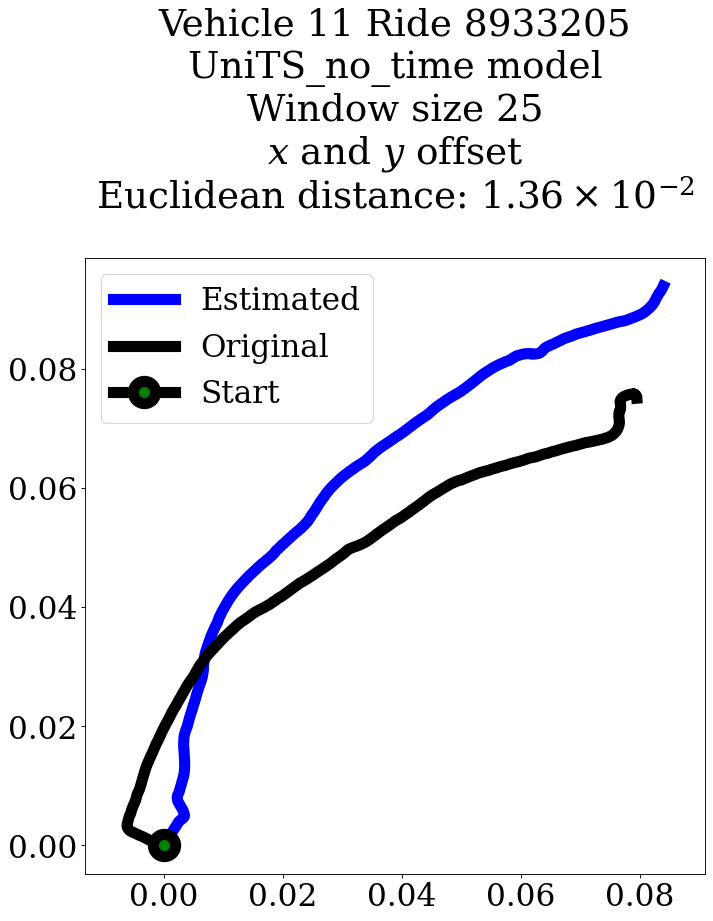 Vehicle 11 Ride 8933205
UniTS_no_time model
Window size 25
x and y offset
Euclidean distance: 1.36 × 10⁻²
Estimated
Original
Start
0.08
0.06
0.04
0.02
0.00
0.00 0.02 0.04 0.06 0.08